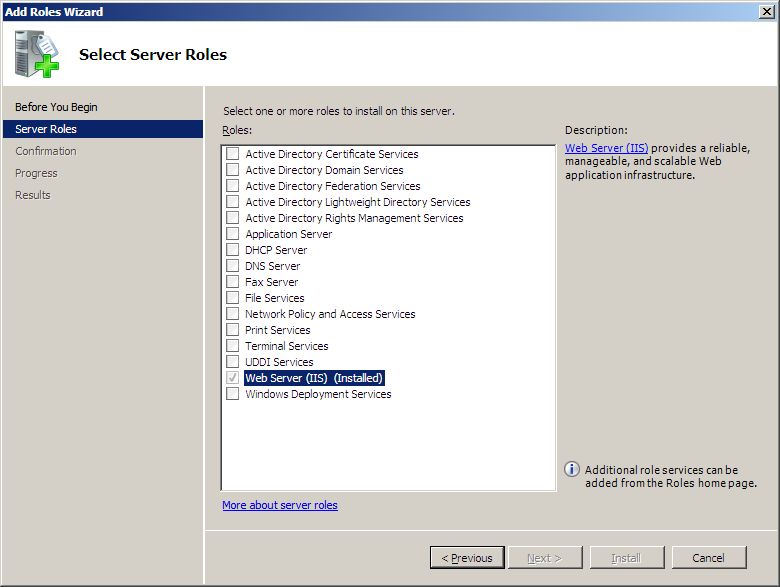 Add Roles Wizard
Select Server Roles
Before You Begin
Server Roles
Confirmation
Progress
Results
Select one or more roles to install on this server.
Roles:
Active Directory Certificate Services
Active Directory Domain Services
Active Directory Federation Services
Active Directory Lightweight Directory Services
Active Directory Rights Management Services
Application Server
DHCP Server
DNS Server
Fax Server
File Services
Network Policy and Access Services
Print Services
Terminal Services
UDDI Services
Web Server (IIS)  (Installed)
Windows Deployment Services
More about server roles
Description:
Web Server (IIS) provides a reliable,
manageable, and scalable Web
application infrastructure.
Additional role services can be
added from the Roles home page.
< Previous
Next >
Install
Cancel